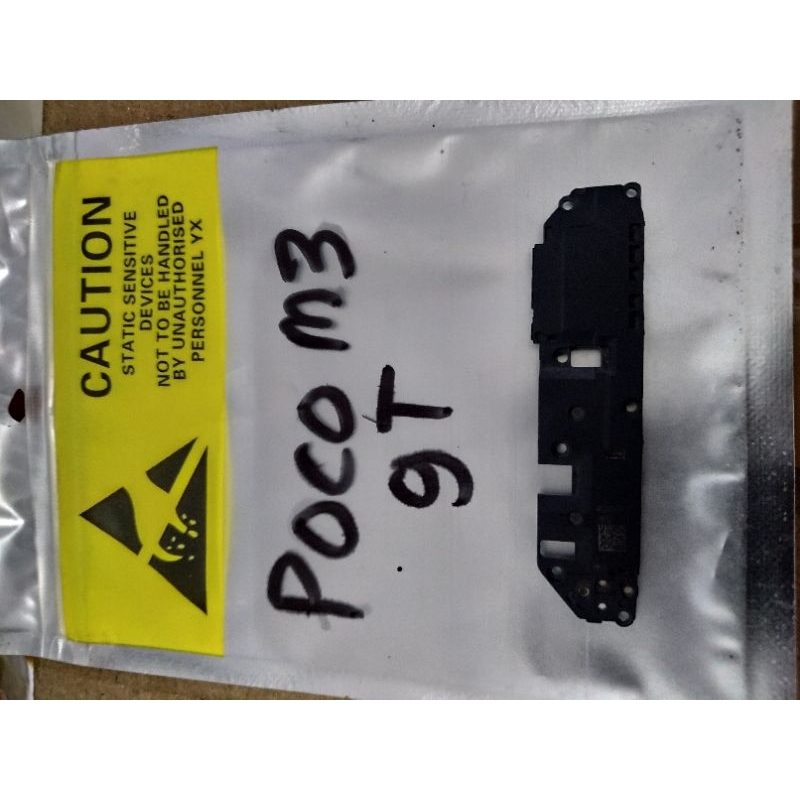 CAUTION
STATIC SENSITIVE
DEVICES
NOT TO BE HANDLED
BY UNAUTHORISED
PERSONNEL YX
POCO M3
9T